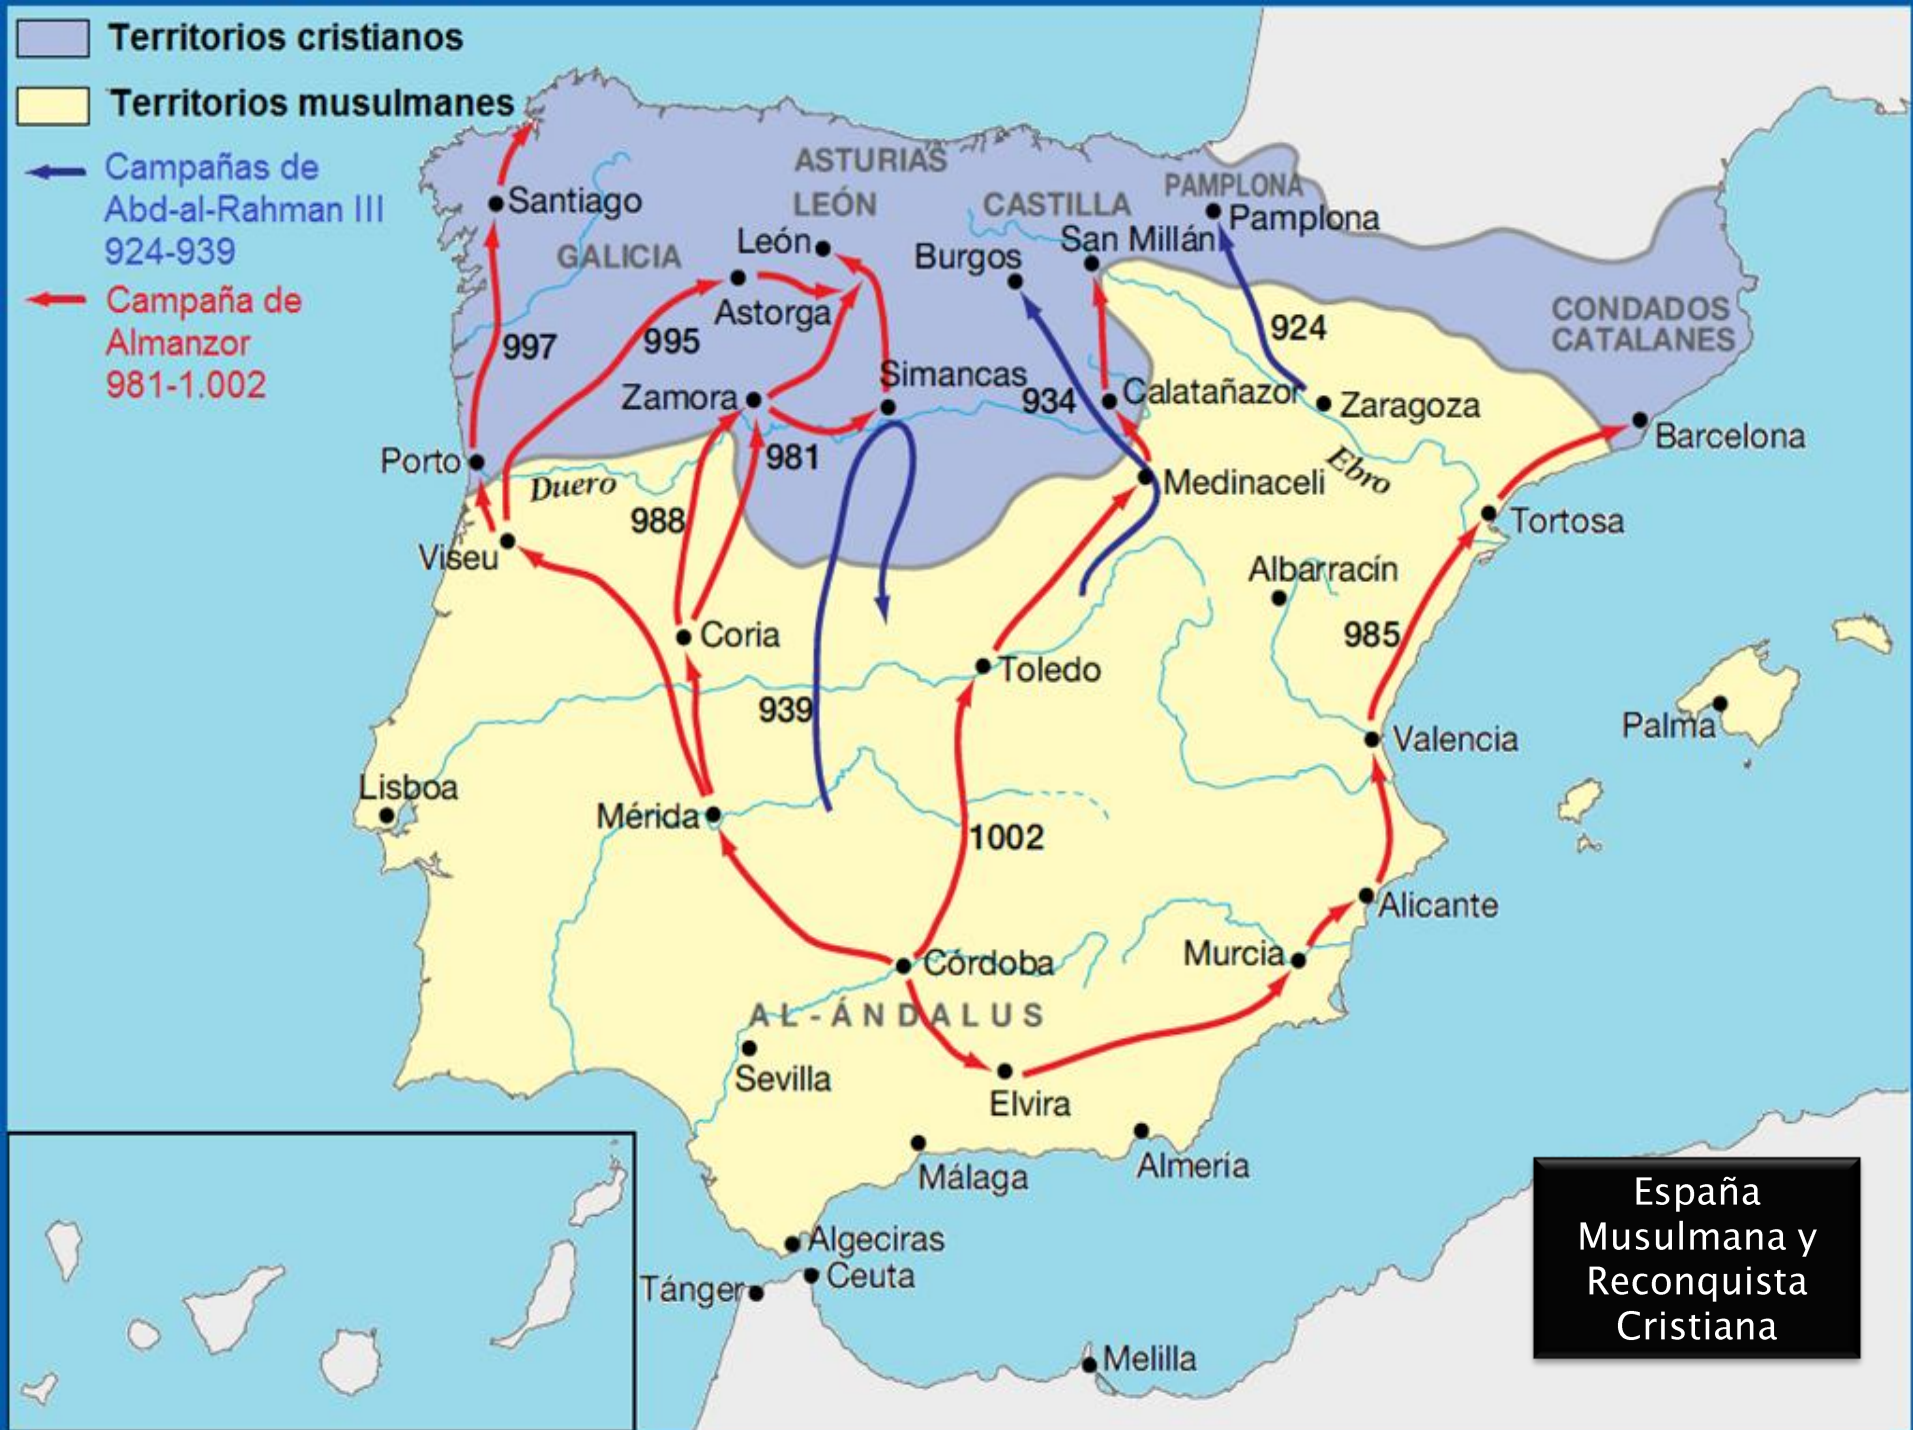 Territorios cristianos
Territorios musulmanes
Campañas de
Abd-al-Rahman III
924-939
Campaña de
Almanzor
981-1.002
ASTURIAS
LEÓN
CASTILLA
PAMPLONA
Pamplona
Santiago
GALICIA
León
Burgos
San Millán
Astorga
CONDADOS
CATALANES
997
995
924
Zamora
Simancas
934
Calatañazor
Zaragoza
Barcelona
Porto
981
Duero
Medinaceli
Ebro
988
Tortosa
Viseu
Albarracín
Coria
985
Toledo
939
Palma
Valencia
Lisboa
Mérida
1002
Alicante
Córdoba
Murcia
AL-ÁNDALUS
Sevilla
Elvira
Málaga
Almería
Algeciras
Ceuta
Tánger
Melilla
España
Musulmana y
Reconquista
Cristiana